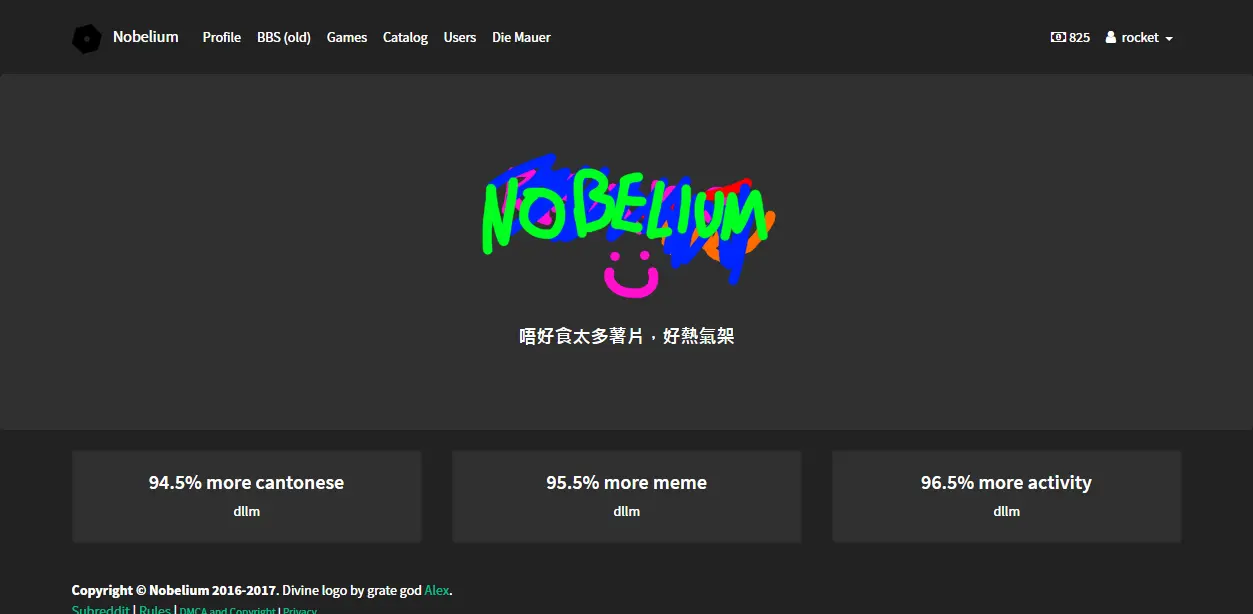 Nobelium Profile BBS (old) Games Catalog Users Die Mauer 825 rocket
NOBELIUM
唔好食太多薯片，好熱氣架
94.5% more cantonese 95.5% more meme 96.5% more activity
dllm dllm dllm
Copyright © Nobelium 2016-2017. Divine logo by grate god Alex.
Subreddit | Rules | DMCA and Copyright | Privacy